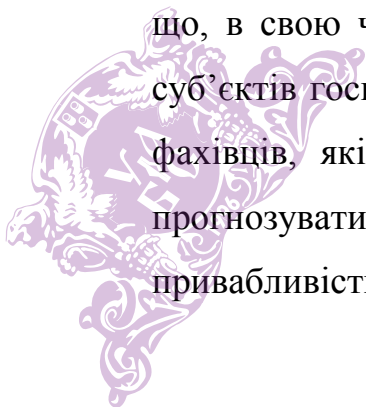 що, в свою
суб’єктів
фахівців, які
прогнозувати